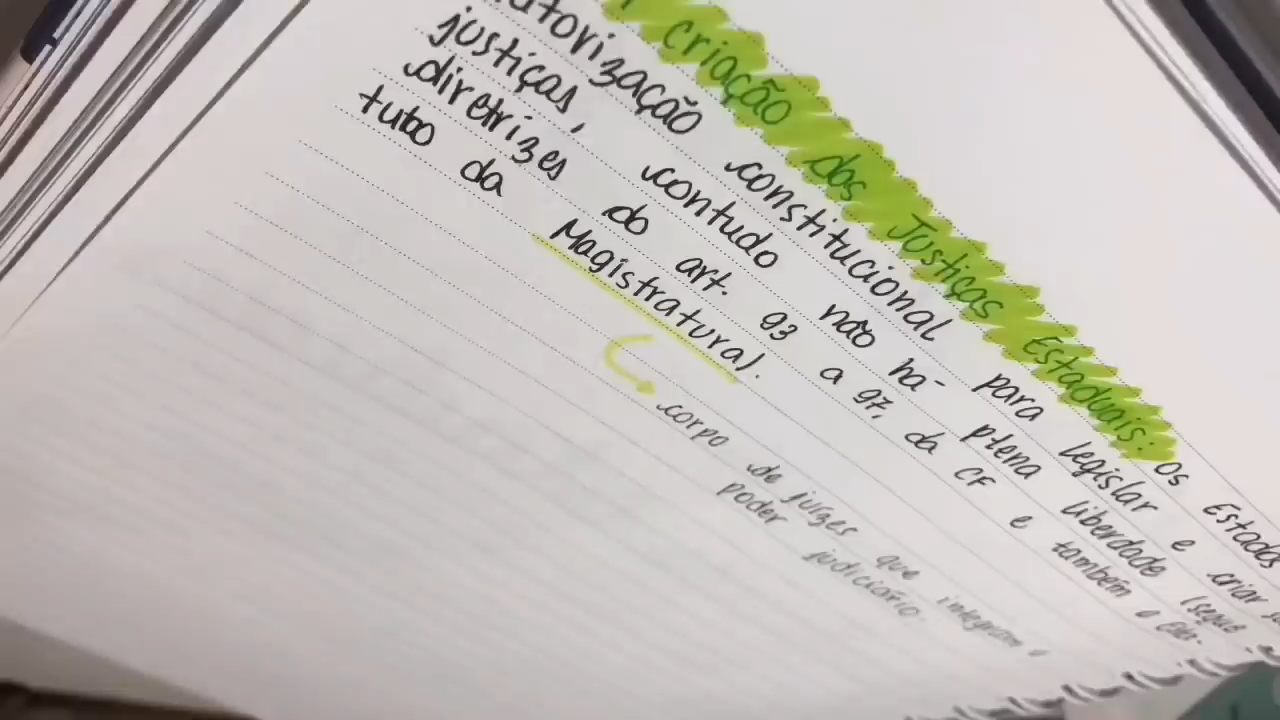 criação das Justiças Estaduais: os Estados
autorização constitucional para legislar e criar
justiças, contudo não há plena liberdade (segue
diretrizes do art. 93 a 97, da CF e também o Esta-
tuto da Magistratura).
corpo de juízes que integram o
poder judiciário.